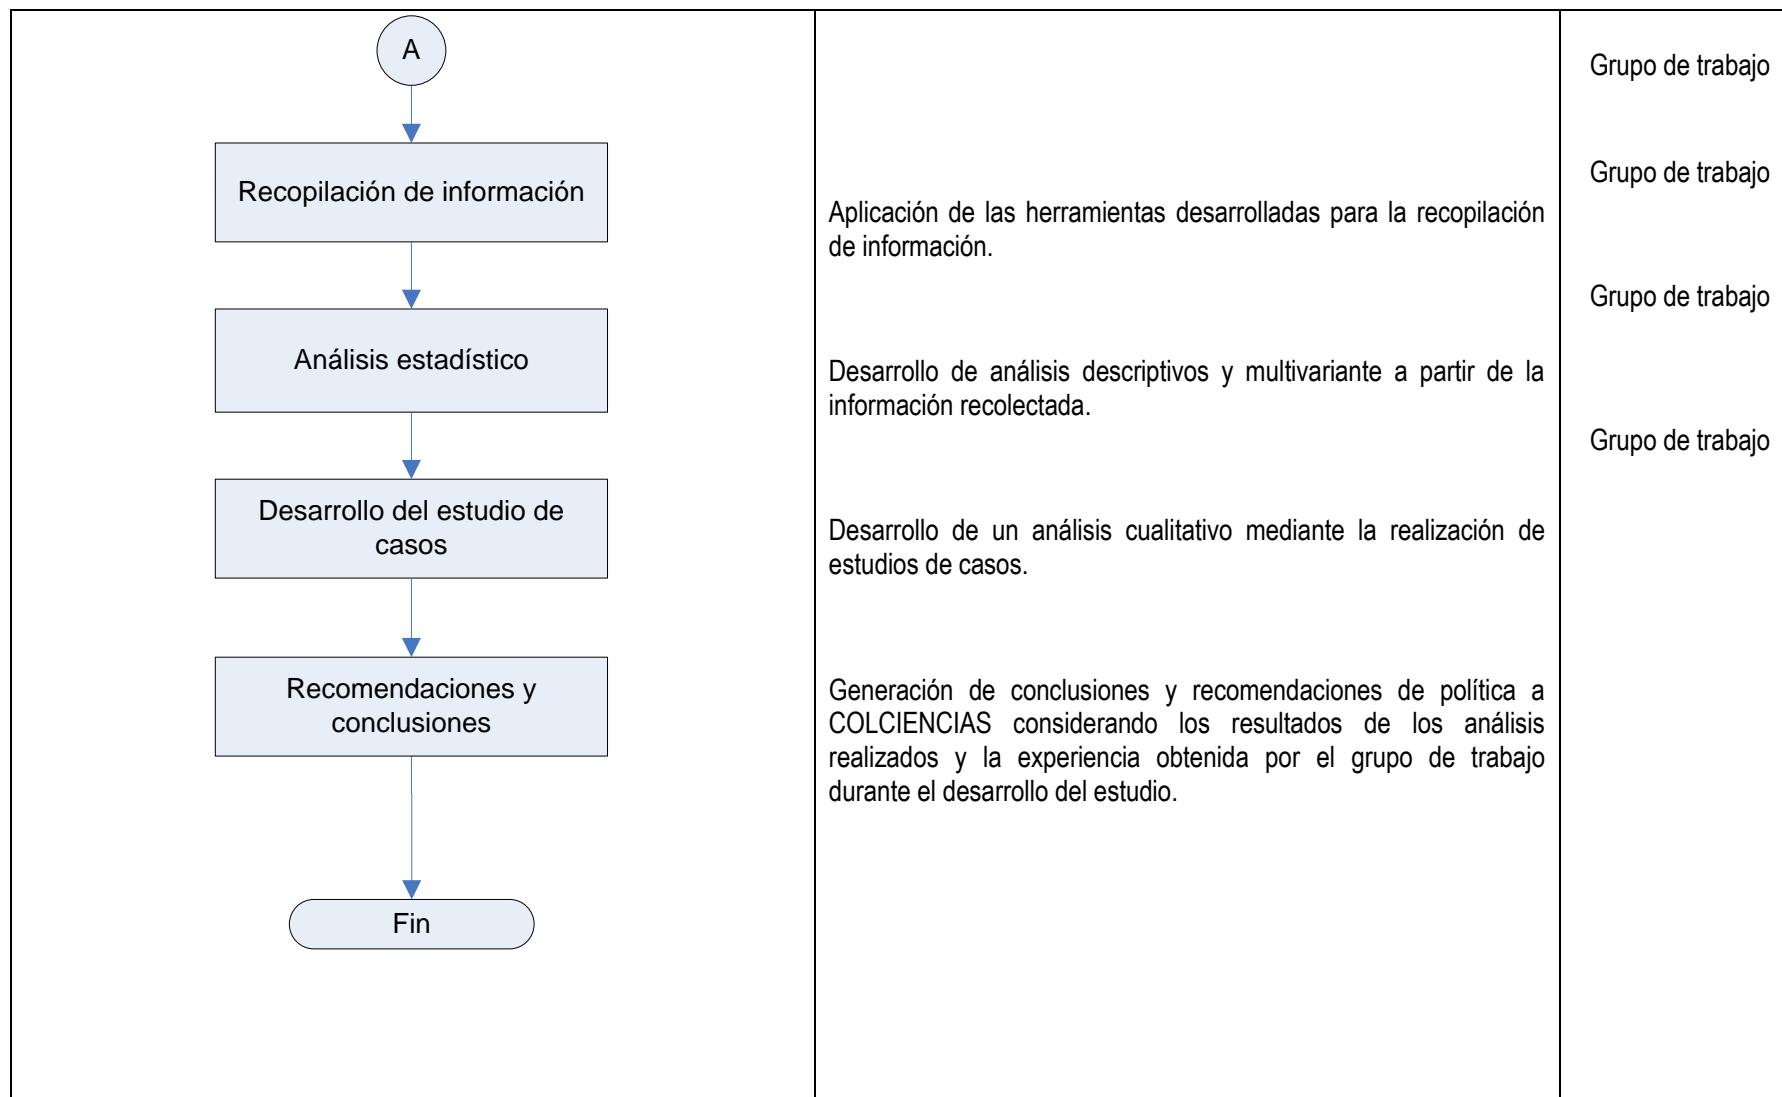 A
Recopilación de información
Análisis estadístico
Desarrollo del estudio de
casos
Recomendaciones y
conclusiones
Fin
Aplicación de las herramientas desarrolladas para la recopilación
de información.
Desarrollo de análisis descriptivos y multivariante a partir de la
información recolectada.
Desarrollo de un análisis cualitativo mediante la realización de
estudios de casos.
Generación de conclusiones y recomendaciones de política a
COLCIENCIAS considerando los resultados de los análisis
realizados y la experiencia obtenida por el grupo de trabajo
durante el desarrollo del estudio.
Grupo de trabajo
Grupo de trabajo
Grupo de trabajo
Grupo de trabajo